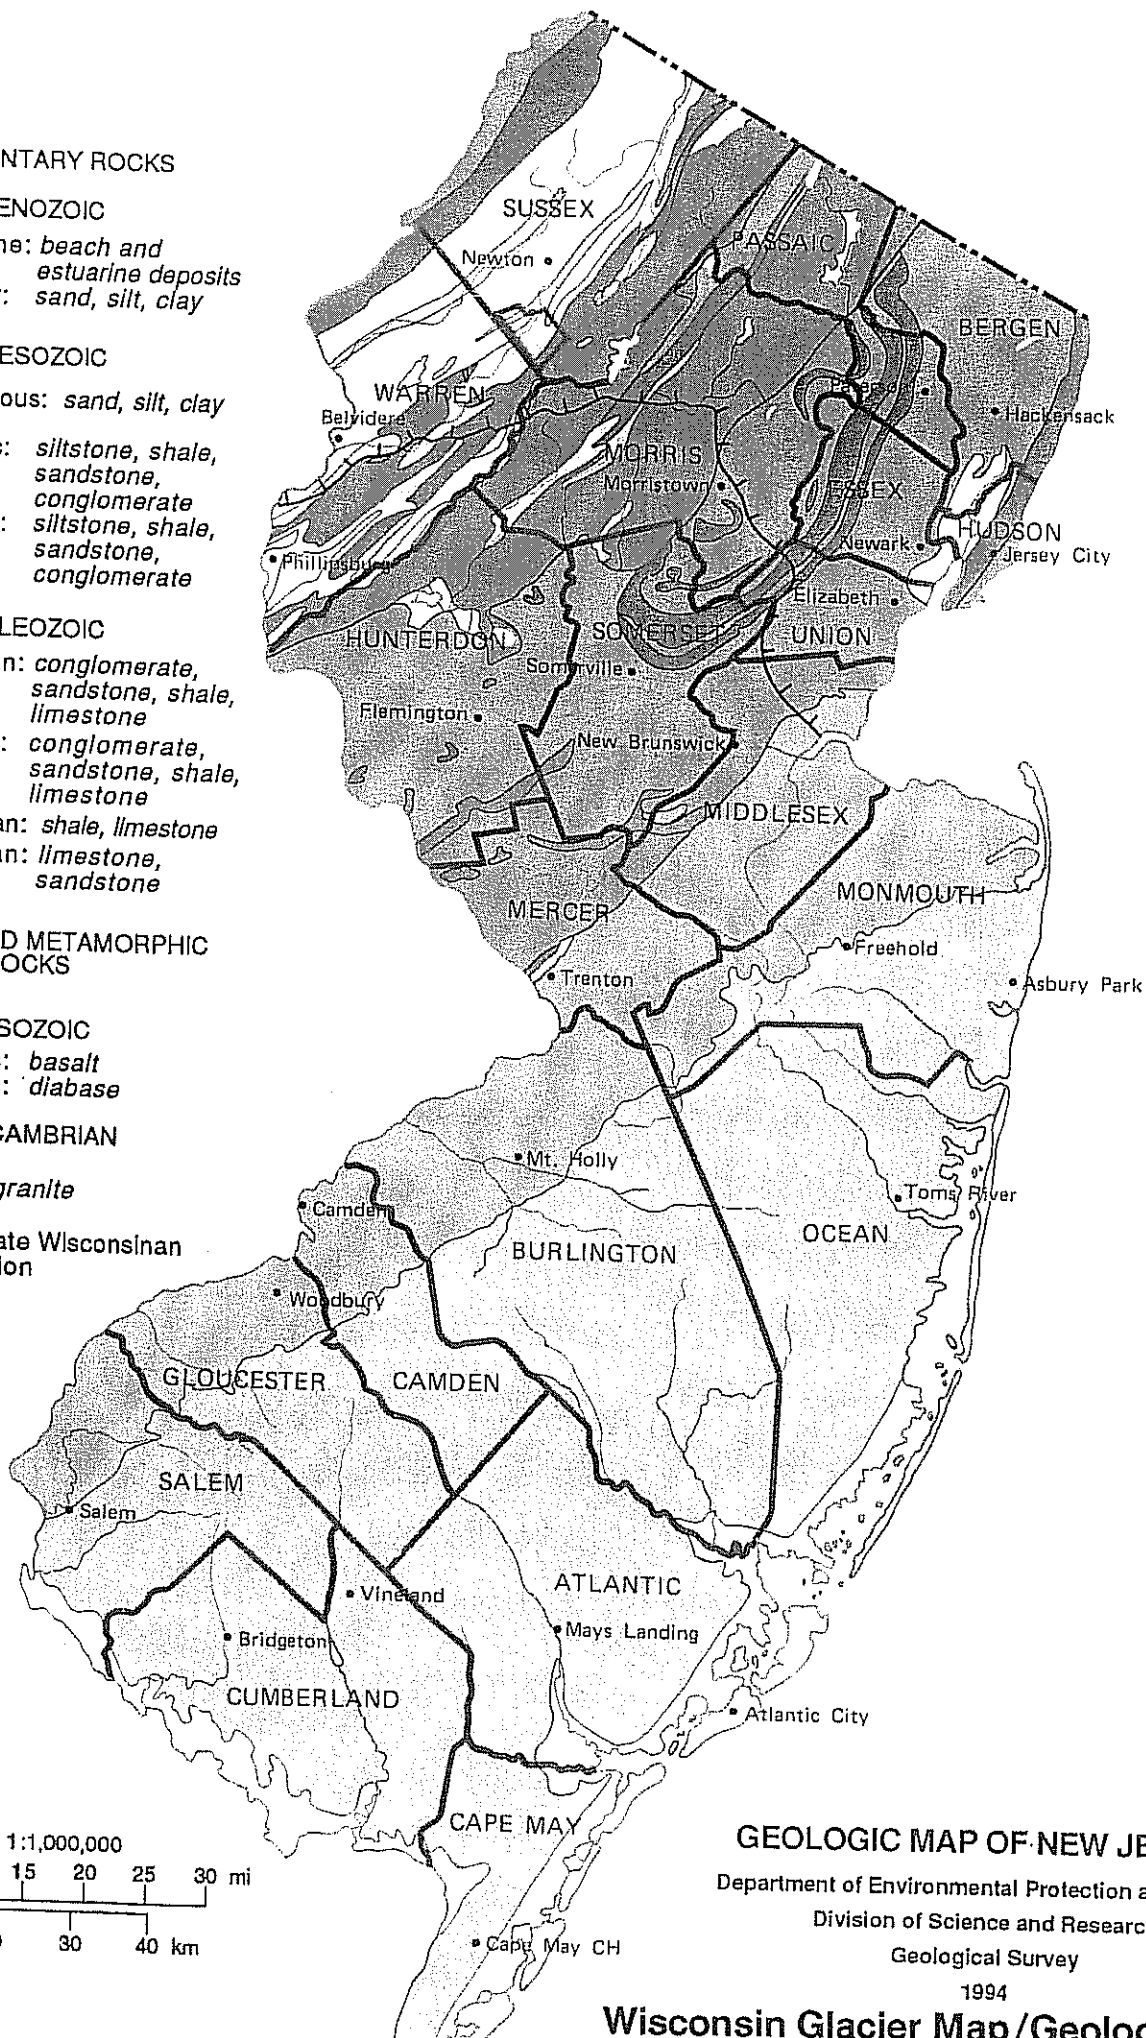 NTARY ROCKS
ENOZOIC
ne: beach and
estuarine deposits
: sand, silt, clay
ESOZOIC
ous: sand, silt, clay
: siltstone, shale,
sandstone,
conglomerate
: siltstone, shale,
sandstone,
conglomerate
LEOZOIC
n: conglomerate,
sandstone, shale,
limestone
: conglomerate,
sandstone, shale,
limestone
an: shale, limestone
an: limestone,
sandstone
D METAMORPHIC
OCKS
SOZOIC
: basalt
: diabase
CAMBRIAN
granite
ate Wisconsinan
ion
SUSSEX
Newton
PASSAIC
BERGEN
WARREN
Paterson
Belvidere
Hackensack
MORRIS
Morristown
ESSEX
HUDSON
Newark
Jersey City
Phillipsburg
Elizabeth
HUNTERDON
SOMERSET
UNION
Somerville
Flemington
New Brunswick
MIDDLESEX
MONMOUTH
MERCER
Freehold
Trenton
Asbury Park
Mt. Holly
Toms River
Camden
OCEAN
BURLINGTON
Woodbury
GLOUCESTER
CAMDEN
SALEM
Salem
ATLANTIC
Vineland
Mays Landing
Bridgeton
CUMBERLAND
Atlantic City
CAPE MAY
Cape May CH
1:1,000,000
15 20 25 30 mi
30 40 km
GEOLOGIC MAP OF NEW JE
Department of Environmental Protection a
Division of Science and Researc
Geological Survey
1994
Wisconsin Glacier Map/Geolo